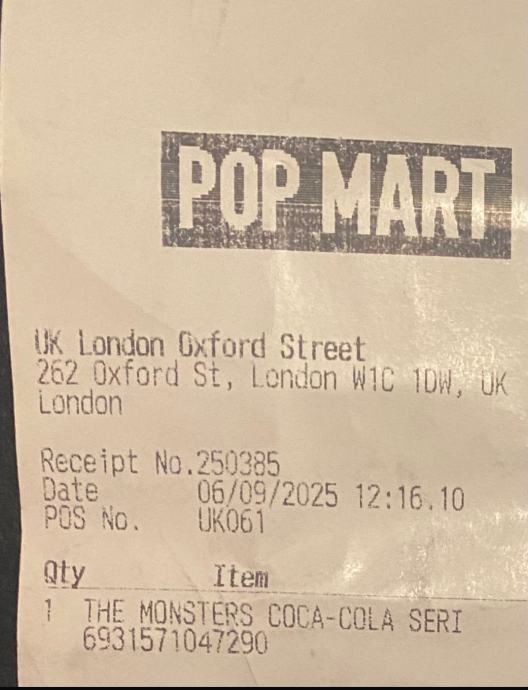 POP MART
UK London Oxford Street
262 Oxford St, London W1C 1DW, UK
London
Receipt No.250385
Date 06/09/2025 12:16.10
POS No. UK061
Qty Item
1 THE MONSTERS COCA-COLA SERI
6931571047290